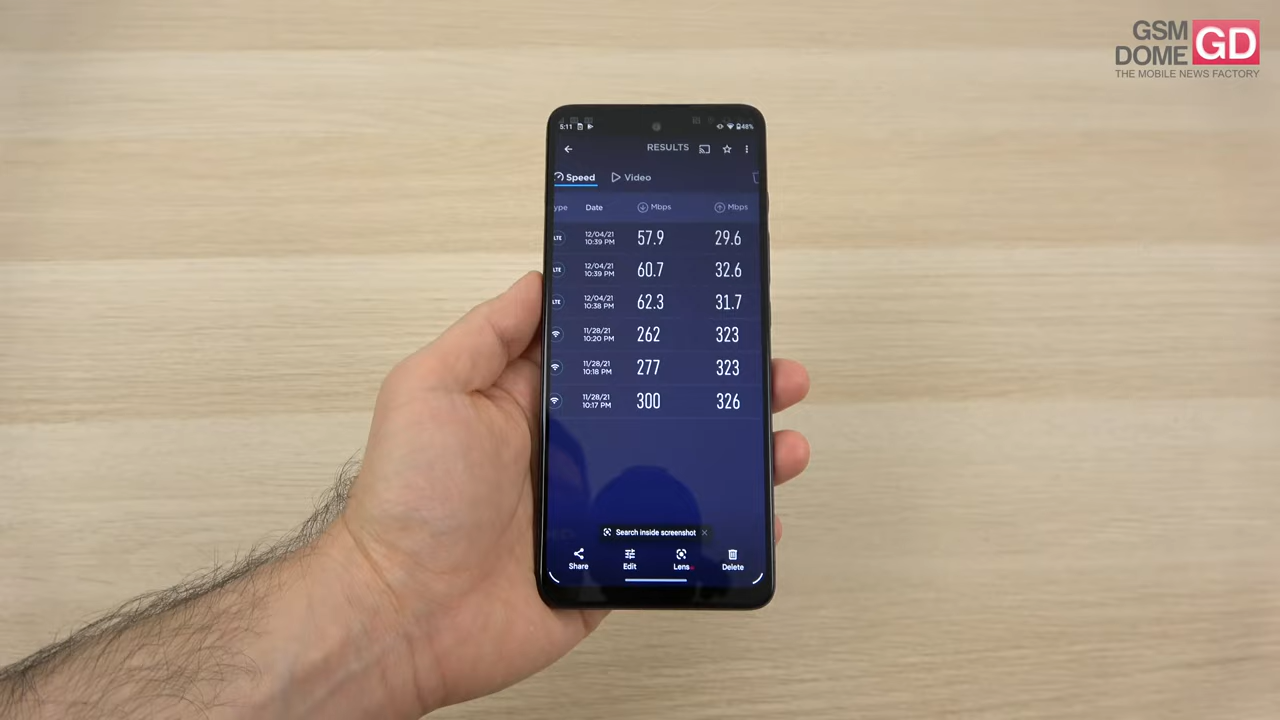 GSM
DOME GD
THE MOBILE NEWS FACTORY
5:11 48%
RESULTS
Speed Video
ype Date Mbps Mbps
LTE 12/04/21 10:39 PM 57.9 29.6
LTE 12/04/21 10:39 PM 60.7 32.6
LTE 12/04/21 10:38 PM 62.3 31.7
11/28/21 10:20 PM 262 323
11/28/21 10:18 PM 277 323
11/28/21 10:17 PM 300 326
Search inside screenshot
Share Edit Lens Delete